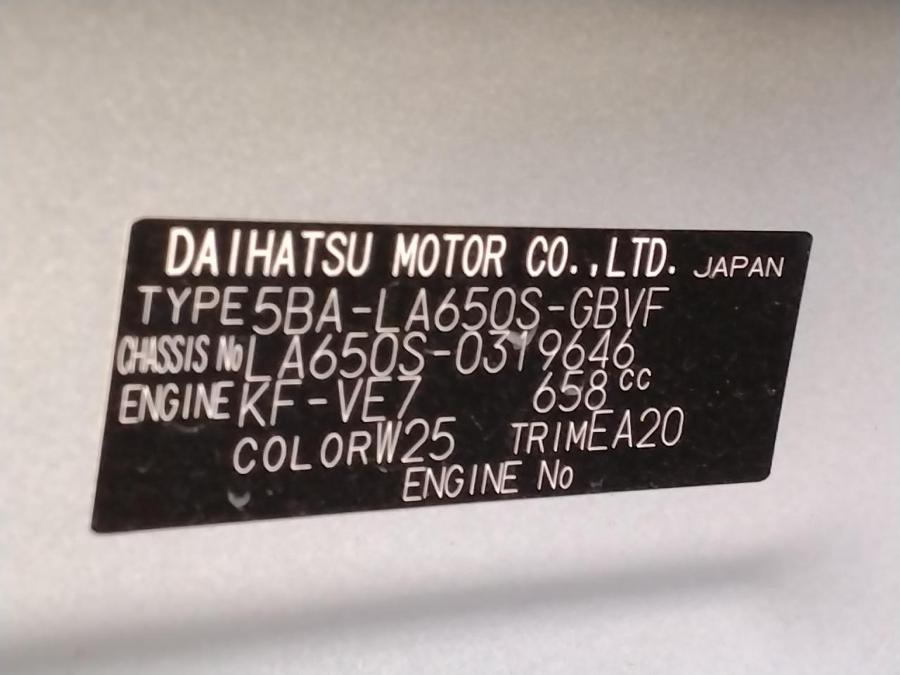 DAIHATSU MOTOR CO.,LTD. JAPAN
TYPE 5BA-LA650S-GBVF
CHASSIS No LA650S-0319646
ENGINE KF-VE7 658cc
COLOR W25 TRIM EA20
ENGINE No